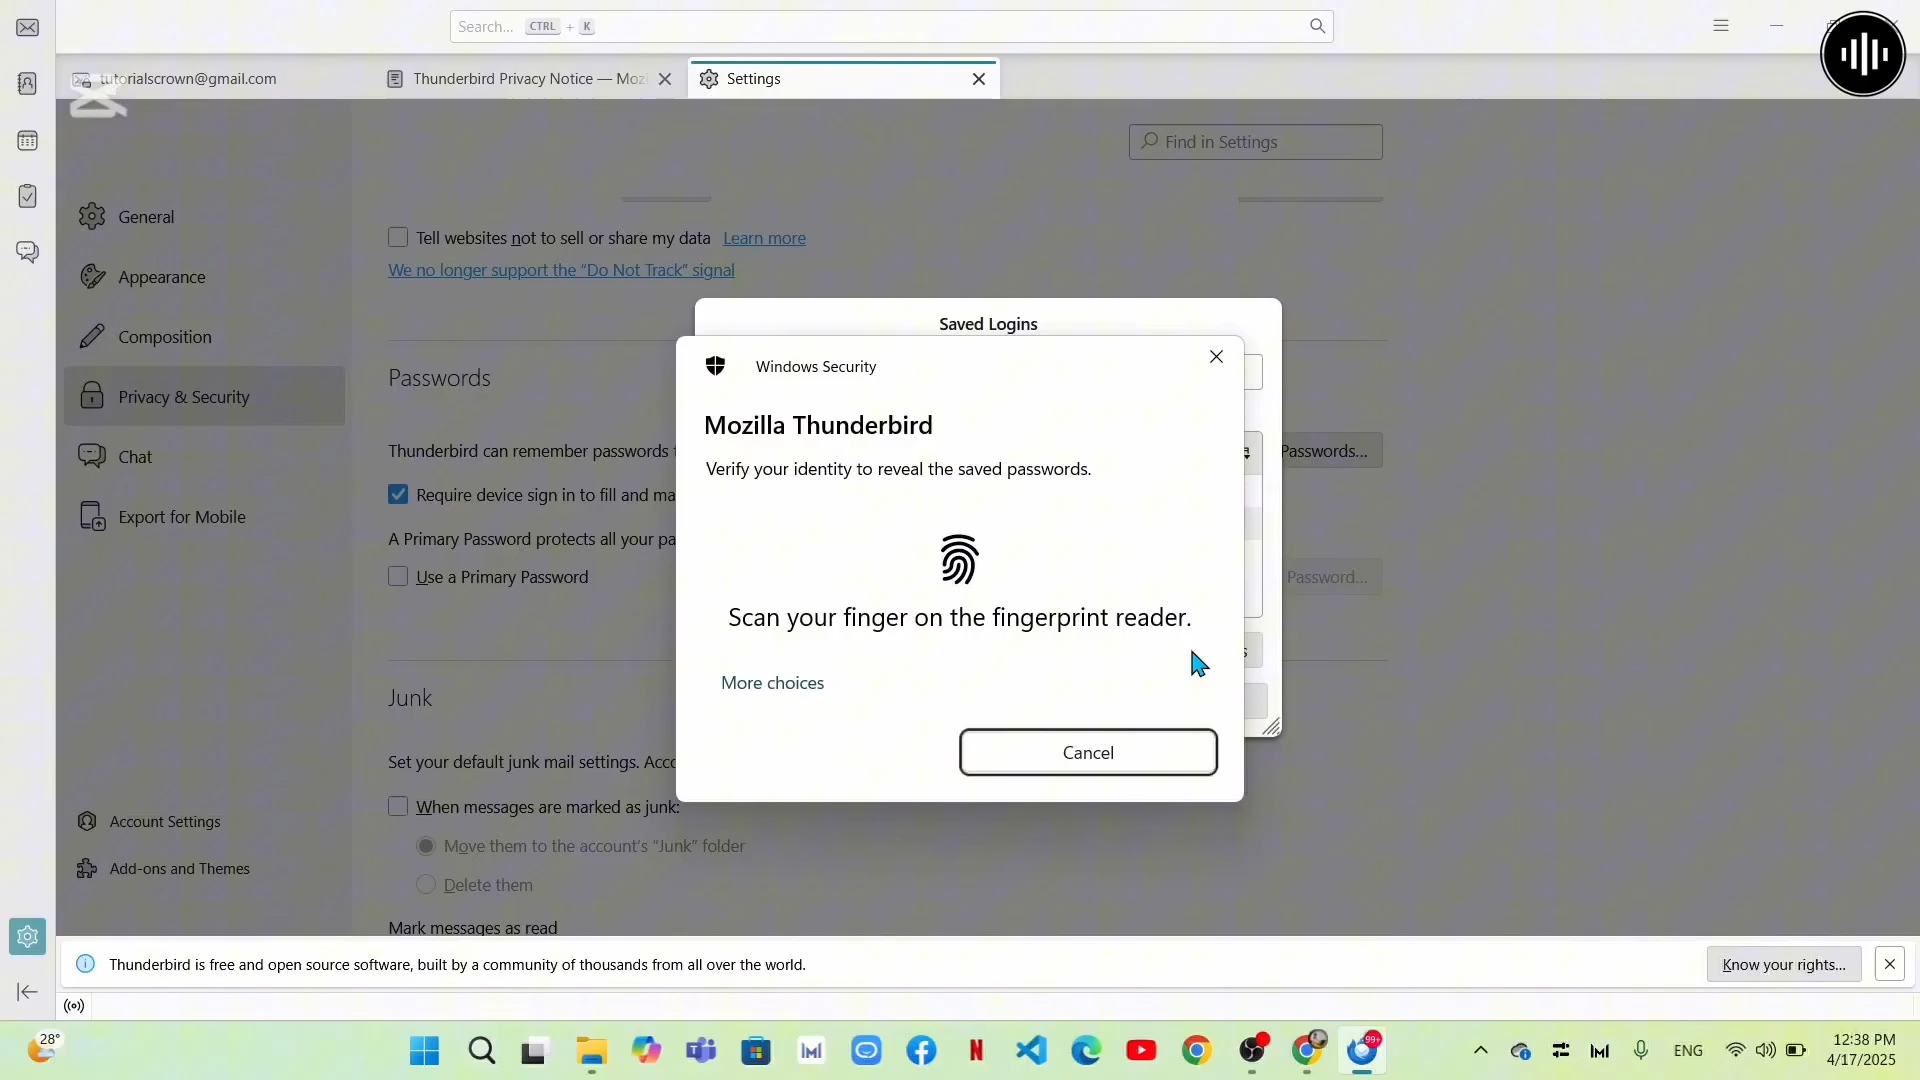 Search... CTRL + K
tutorialscrown@gmail.com
Thunderbird Privacy Notice — Moz
Settings
Find in Settings
General
Appearance
Composition
Privacy & Security
Chat
Export for Mobile
Account Settings
Add-ons and Themes
Tell websites not to sell or share my data Learn more
We no longer support the “Do Not Track” signal
Passwords
Thunderbird can remember passwords
Passwords...
Require device sign in to fill and
A Primary Password protects all your
Use a Primary Password
Password...
Junk
Set your default junk mail settings.
When messages are marked as junk:
Move them to the account's “Junk” folder
Delete them
Mark messages as read
Saved Logins
Windows Security
Mozilla Thunderbird
Verify your identity to reveal the saved passwords.
Scan your finger on the fingerprint reader.
More choices
Cancel
Thunderbird is free and open source software, built by a community of thousands from all over the world.
Know your rights...
28°
99+
ENG
12:38 PM
4/17/2025